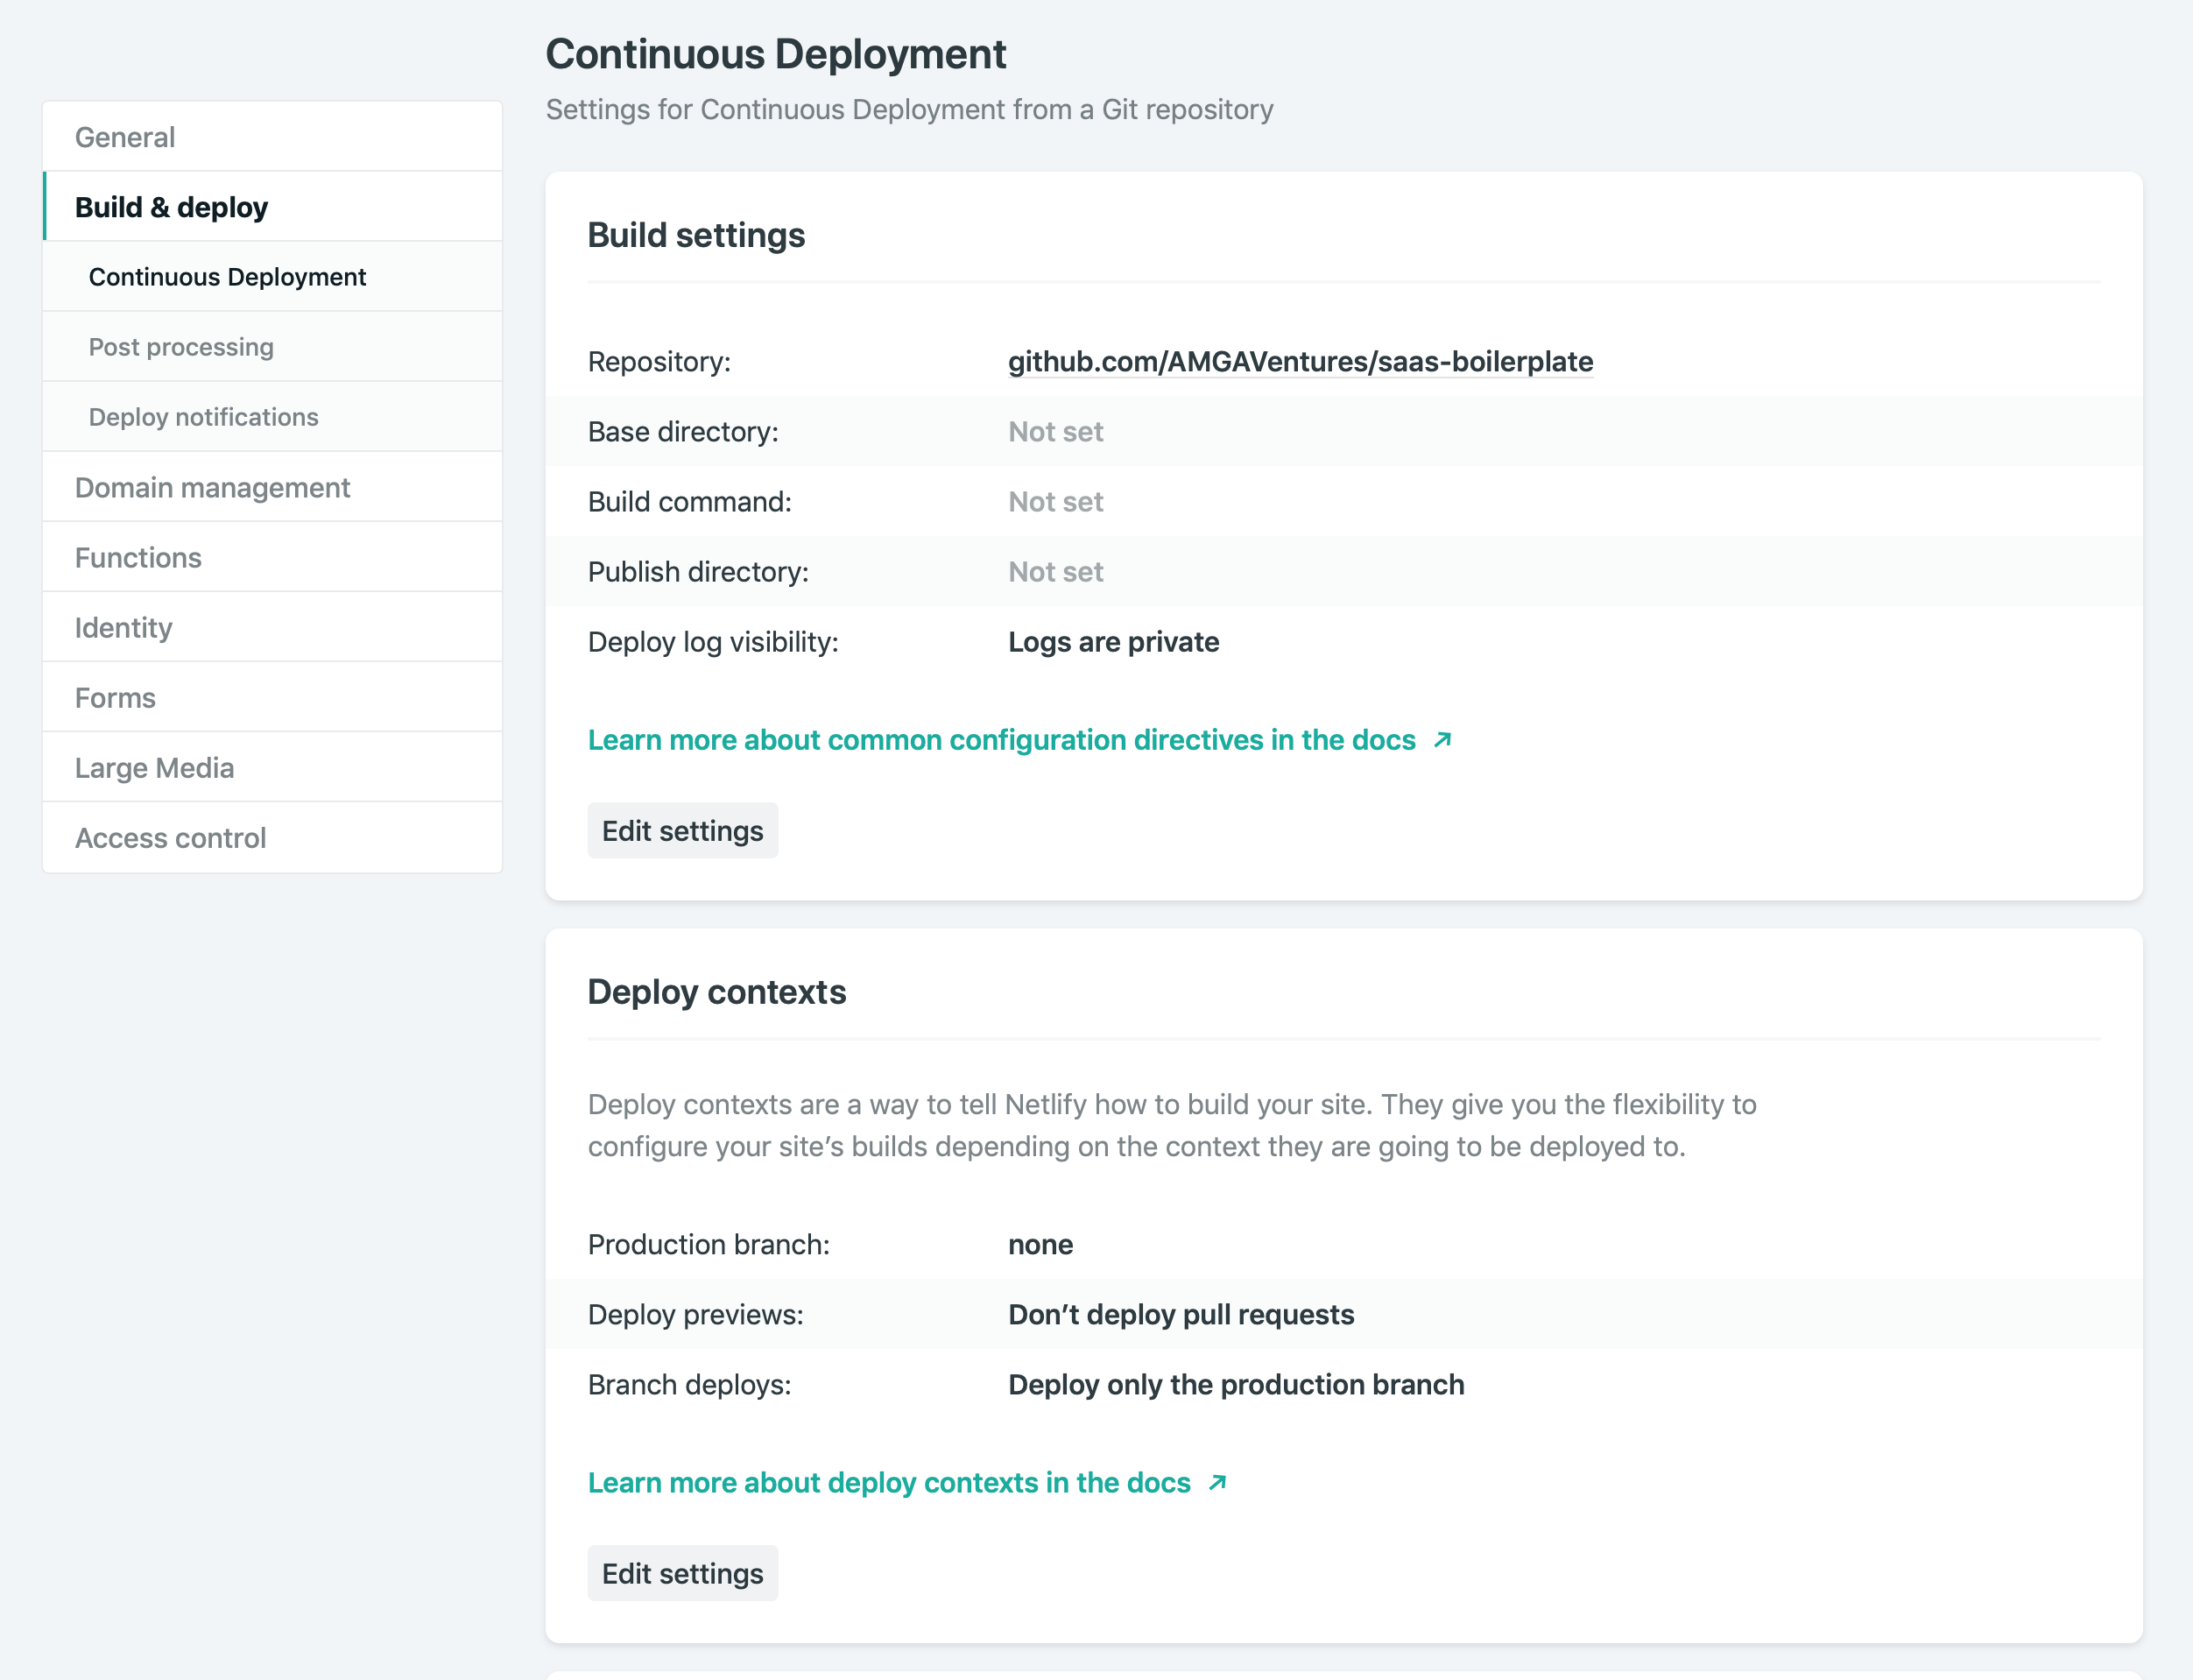 General
Build & deploy
Continuous Deployment
Post processing
Deploy notifications
Domain management
Functions
Identity
Forms
Large Media
Access control
Continuous Deployment
Settings for Continuous Deployment from a Git repository
Build settings
Repository: github.com/AMGAVentures/saas-boilerplate
Base directory: Not set
Build command: Not set
Publish directory: Not set
Deploy log visibility: Logs are private
Learn more about common configuration directives in the docs ↗
Edit settings
Deploy contexts
Deploy contexts are a way to tell Netlify how to build your site. They give you the flexibility to
configure your site’s builds depending on the context they are going to be deployed to.
Production branch: none
Deploy previews: Don’t deploy pull requests
Branch deploys: Deploy only the production branch
Learn more about deploy contexts in the docs ↗
Edit settings